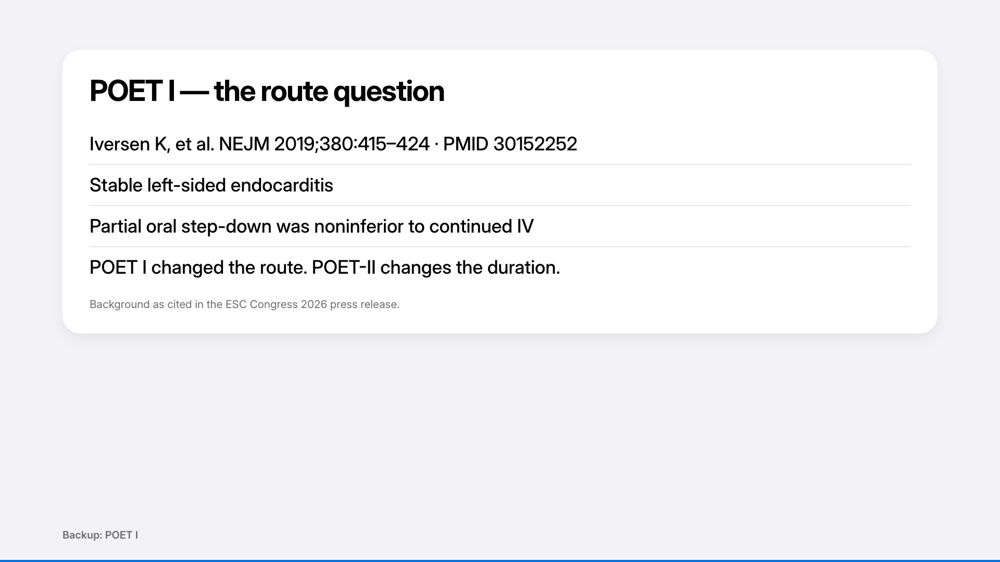 POET I — the route question
Iversen K, et al. NEJM 2019;380:415–424 · PMID 30152252
Stable left-sided endocarditis
Partial oral step-down was noninferior to continued IV
POET I changed the route. POET-II changes the duration.
Background as cited in the ESC Congress 2026 press release.
Backup: POET I